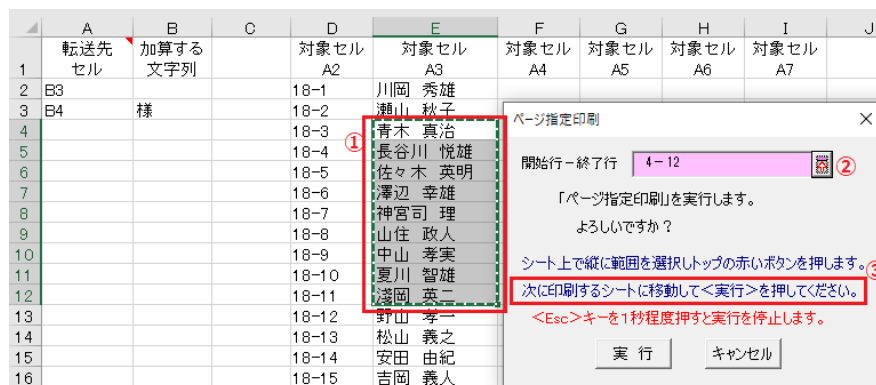 A B C D E F G H I J
転送先 加算する 対象セル 対象セル 対象セル 対象セル 対象セル 対象セル
1 セル 文字列 A2 A3 A4 A5 A6 A7
2 B3 18-1 川岡 秀雄
3 B4 様 18-2 瀬山 秋子
4 18-3 青木 真治
5 18-4 長谷川 悦雄
6 18-5 佐々木 英明
7 18-6 澤辺 幸雄
8 18-7 神宮司 理
9 18-8 山住 政人
10 18-9 中山 孝実
11 18-10 夏川 智雄
12 18-11 淺岡 英二
13 18-12 野山 孝一
14 18-13 松山 義之
15 18-14 安田 由紀
16 18-15 吉岡 義人
①
ページ指定印刷
×
開始行-終了行 4-12 ②
「ページ指定印刷」を実行します。
よろしいですか?
シート上で縦に範囲を選択しトップの赤いボタンを押します。
③
次に印刷するシートに移動して<実行>を押してください。
<Esc>キーを1秒程度押すと実行を停止します。
実 行 キャンセル